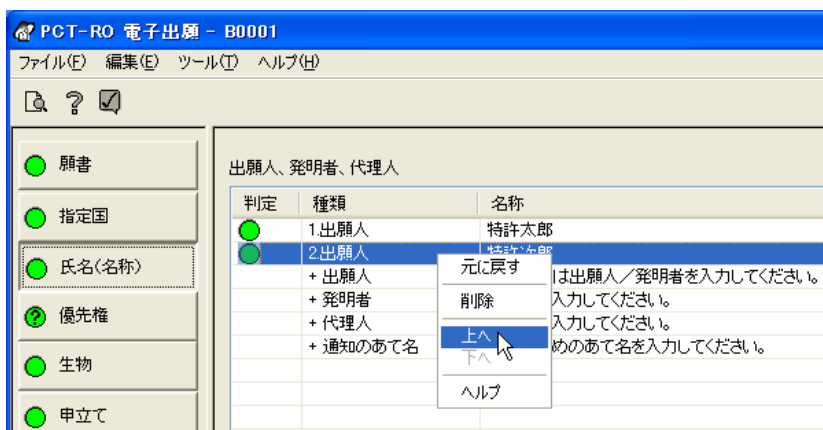 PCT-RO 電子出願 - B0001
ファイル(F) 編集(E) ツール(T) ヘルプ(H)
願書
指定国
氏名(名称)
優先権
生物
申立て
出願人、発明者、代理人
判定 種類 名称
1.出願人 特許太郎
2.出願人 特許次郎
+ 出願人 は出願人／発明者を入力してください。
+ 発明者 入力してください。
+ 代理人 入力してください。
+ 通知のあて名 めのあて名を入力してください。
元に戻す
削除
上へ
下へ
ヘルプ